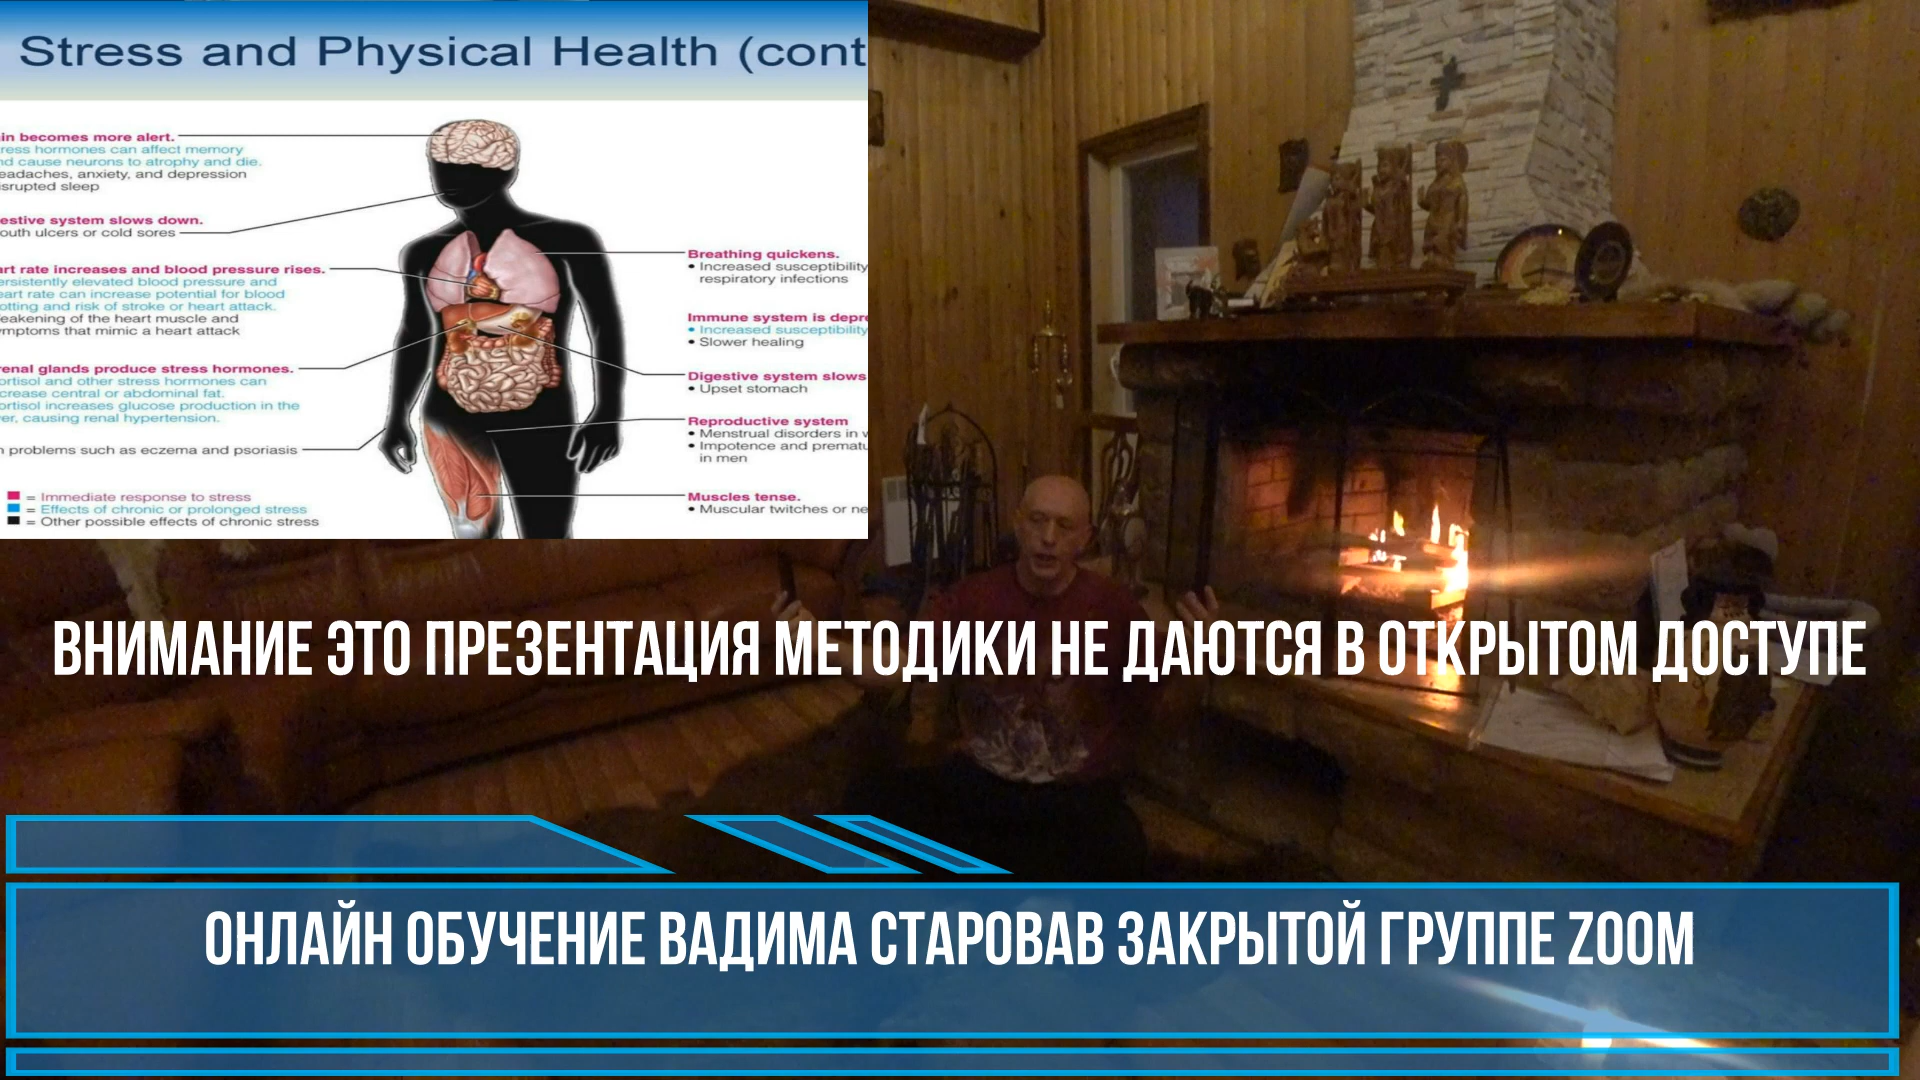 Stress and Physical Health (cont
in becomes more alert.
ress hormones can affect memory
nd cause neurons to atrophy and die.
eadaches, anxiety, and depression
isrupted sleep
estive system slows down.
outh ulcers or cold sores
art rate increases and blood pressure rises.
ersistently elevated blood pressure and
eart rate can increase potential for blood
otting and risk of stroke or heart attack.
eakening of the heart muscle and
ymptoms that mimic a heart attack
renal glands produce stress hormones.
ortisol and other stress hormones can
crease central or abdominal fat.
ortisol increases glucose production in the
er, causing renal hypertension.
n problems such as eczema and psoriasis
= Immediate response to stress
= Effects of chronic or prolonged stress
= Other possible effects of chronic stress
Breathing quickens.
• Increased susceptibility
respiratory infections
Immune system is depre
• Increased susceptibility
• Slower healing
Digestive system slows
• Upset stomach
Reproductive system
• Menstrual disorders in w
• Impotence and prematu
in men
Muscles tense.
• Muscular twitches or ne
ВНИМАНИЕ ЭТО ПРЕЗЕНТАЦИЯ МЕТОДИКИ НЕ ДАЮТСЯ В ОТКРЫТОМ ДОСТУПЕ
ОНЛАЙН ОБУЧЕНИЕ ВАДИМА СТАРОВАВ ЗАКРЫТОЙ ГРУППЕ ZOOM